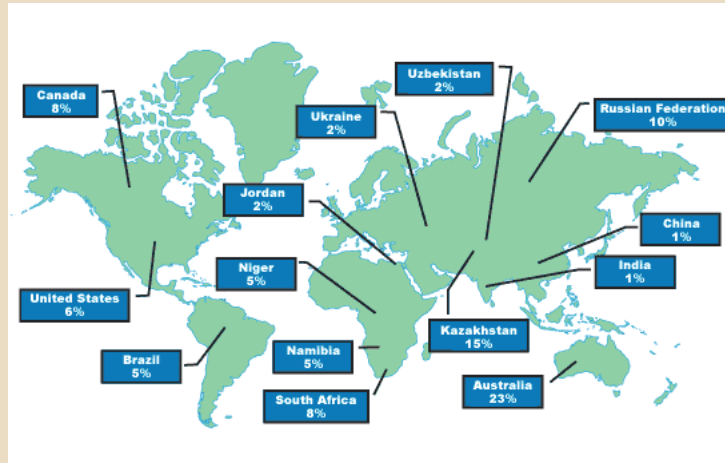 Uzbekistan
2%
Canada
8%
Ukraine
2%
Russian Federation
10%
Jordan
2%
China
1%
Niger
5%
India
1%
United States
6%
Kazakhstan
15%
Namibia
5%
Brazil
5%
Australia
23%
South Africa
8%